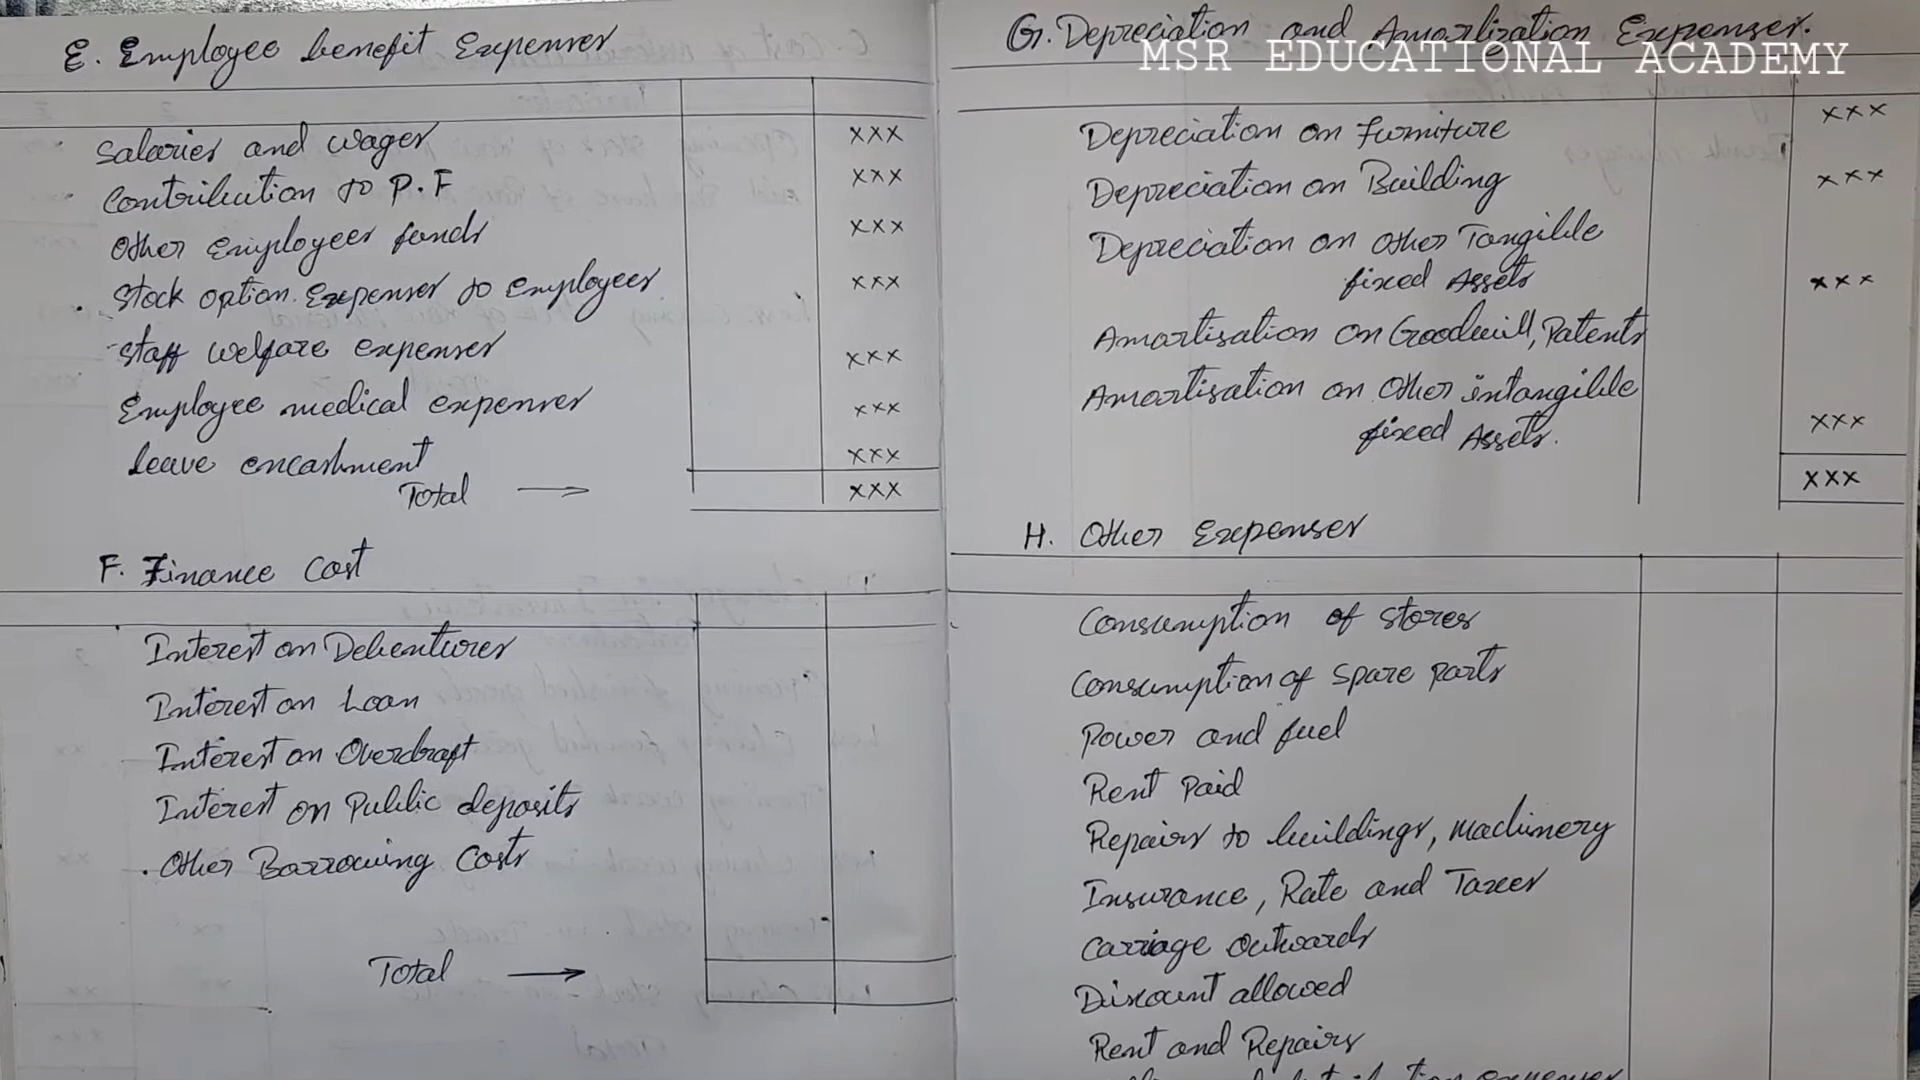 E. Employee benefit Expenses
Salaries and wages xxx
Contribution to P.F xxx
Other Employees funds xxx
Stock option Expenses to Employees xxx
Staff welfare expenses xxx
Employee medical expenses xxx
leave encashment xxx
Total → xxx
F. Finance Cost
Interest on Debentures
Interest on Loan
Interest on Overdraft
Interest on Public deposits
Other Borrowing Costs
Total →
G. Depreciation and Amortization Expenses.
MSR EDUCATIONAL ACADEMY
Depreciation on furniture xxx
Depreciation on Building xxx
Depreciation on other Tangible
fixed Assets xxx
Amortisation on Goodwill, Patents
Amortisation on Other intangible
fixed Assets. xxx
xxx
H. Other Expenses
Consumption of stores
Consumption of Spare Parts
Power and fuel
Rent Paid
Repairs to buildings, Machinery
Insurance, Rate and Taxes
Carriage outwards
Discount allowed
Rent and Repairs
expenses